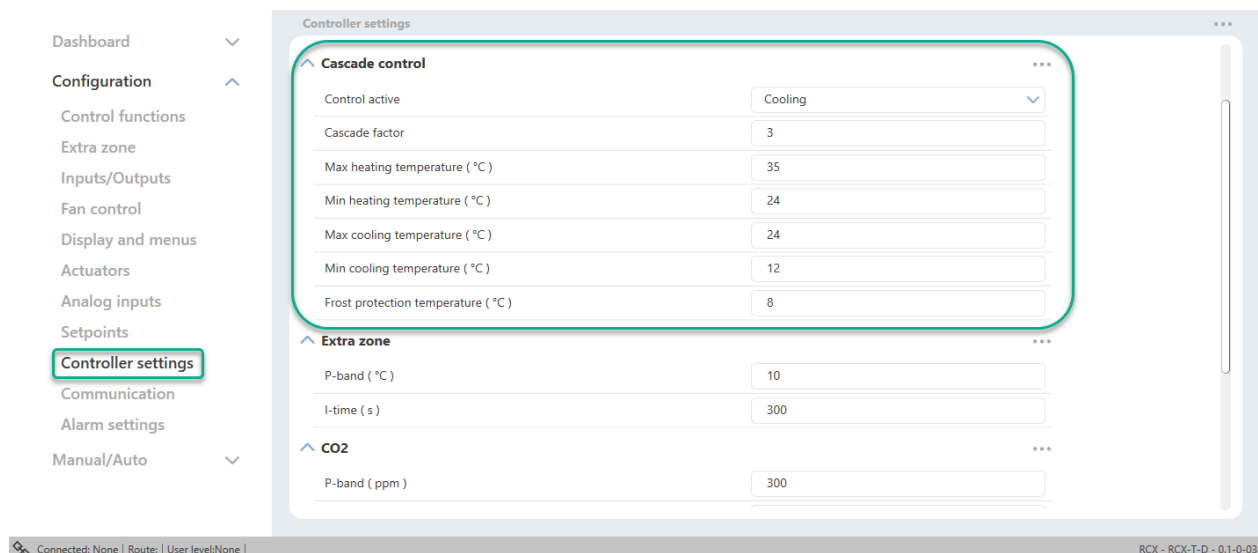 Controller settings
Dashboard
Configuration
Control functions
Extra zone
Inputs/Outputs
Fan control
Display and menus
Actuators
Analog inputs
Setpoints
Controller settings
Communication
Alarm settings
Manual/Auto
Cascade control
Control active Cooling
Cascade factor 3
Max heating temperature ( °C ) 35
Min heating temperature ( °C ) 24
Max cooling temperature ( °C ) 24
Min cooling temperature ( °C ) 12
Frost protection temperature ( °C ) 8
Extra zone
P-band ( °C ) 10
I-time ( s ) 300
CO2
P-band ( ppm ) 300
Connected: None | Route: | User level:None |
RCX - RCX-T-D - 0.1-0-03